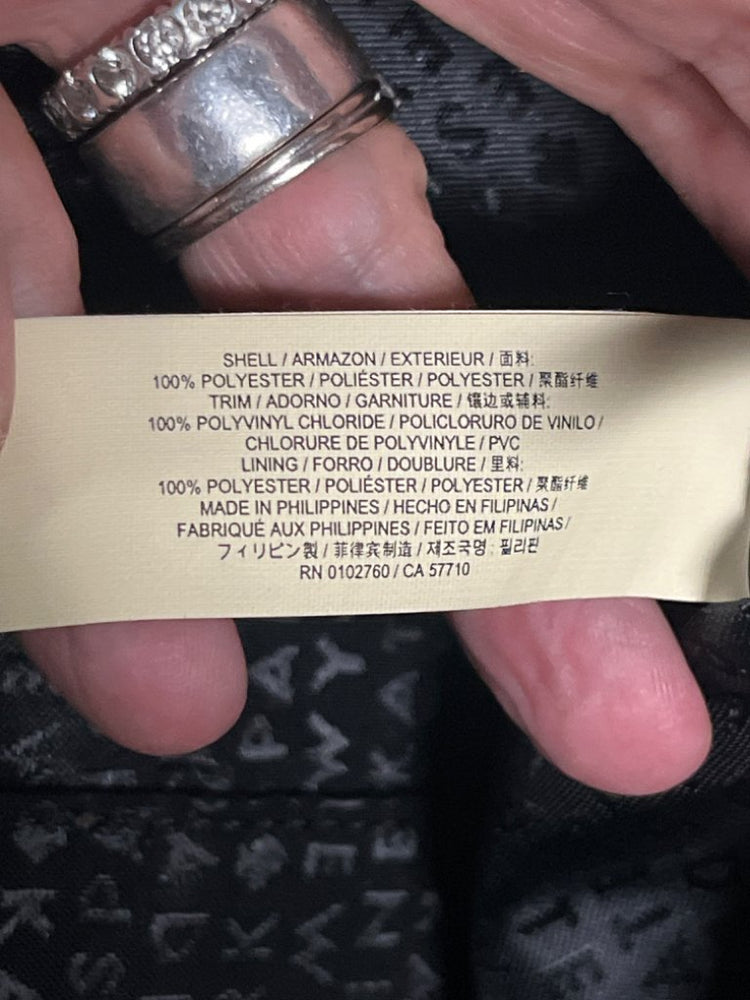 SHELL / ARMAZON / EXTERIEUR / 面料:
100% POLYESTER / POLIÉSTER / POLYESTER / 聚酯纤维
TRIM / ADORNO / GARNITURE / 镶边或辅料:
100% POLYVINYL CHLORIDE / POLICLORURO DE VINILO /
CHLORURE DE POLYVINYLE / PVC
LINING / FORRO / DOUBLURE / 里料:
100% POLYESTER / POLIÉSTER / POLYESTER / 聚酯纤维
MADE IN PHILIPPINES / HECHO EN FILIPINAS /
FABRIQUÉ AUX PHILIPPINES / FEITO EM FILIPINAS /
フィリピン製 / 菲律宾制造 / 제조국명 : 필리핀
RN 0102760 / CA 57710